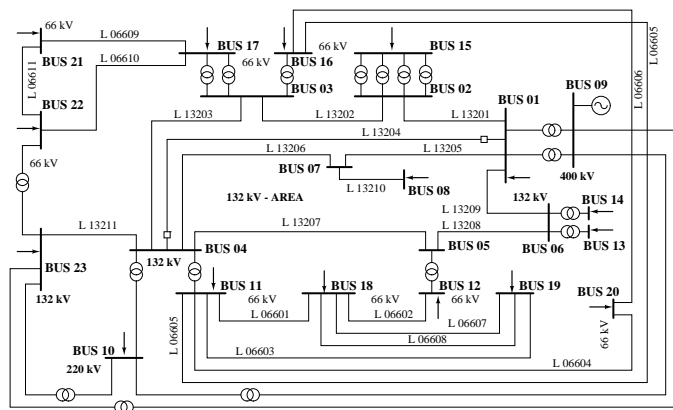 66 kV
L 06609
BUS 21
L 06611
L 06610
BUS 22
66 kV
BUS 17
66 kV
BUS 16
66 kV
BUS 03
BUS 15
BUS 02
L 06605
L 06606
BUS 09
BUS 01
L 13203
L 13202
L 13201
L 13204
L 13206
L 13205
BUS 07
L 13210
BUS 08
400 kV
132 kV - AREA
132 kV
BUS 14
L 13209
L 13208
BUS 13
BUS 06
L 13211
L 13207
BUS 04
BUS 05
132 kV
BUS 23
132 kV
BUS 11
66 kV
BUS 18
66 kV
BUS 12
66 kV
BUS 19
BUS 20
66 kV
L 06601
L 06602
L 06607
L 06608
L 06605
L 06603
L 06604
BUS 10
220 kV